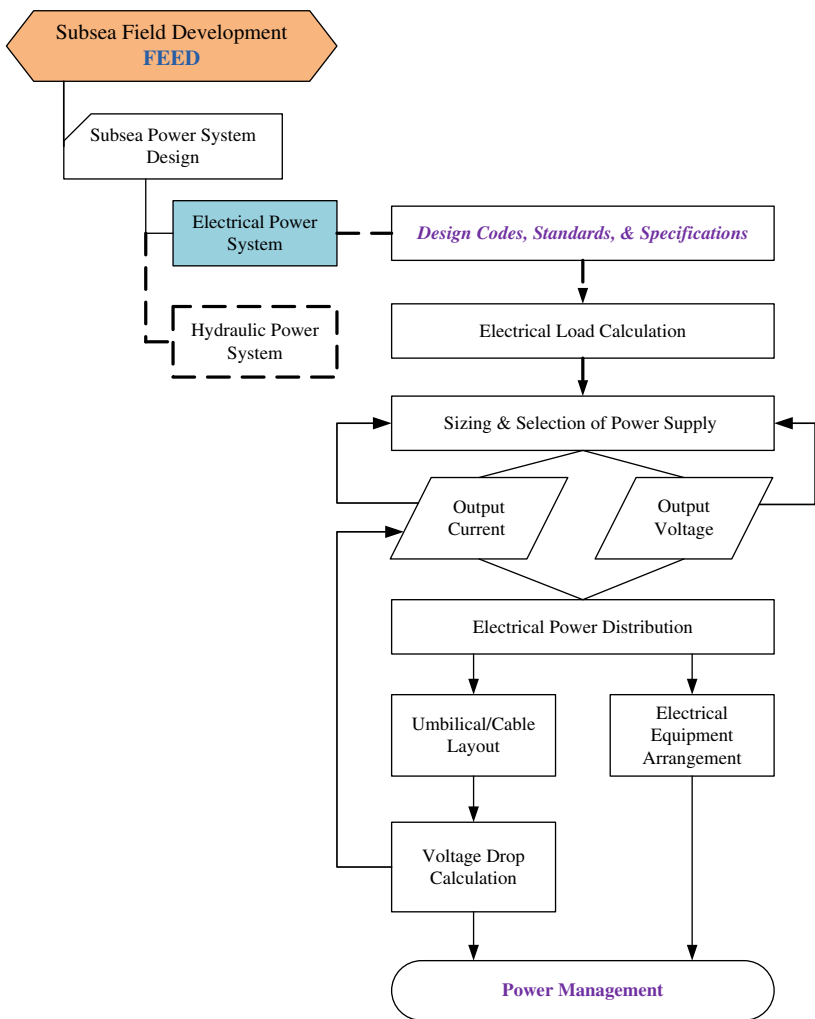 Subsea Field Development
FEED
Subsea Power System
Design
Electrical Power
System
Design Codes, Standards, & Specifications
Hydraulic Power
System
Electrical Load Calculation
Sizing & Selection of Power Supply
Output
Current
Output
Voltage
Electrical Power Distribution
Umbilical/Cable
Layout
Electrical
Equipment
Arrangement
Voltage Drop
Calculation
Power Management